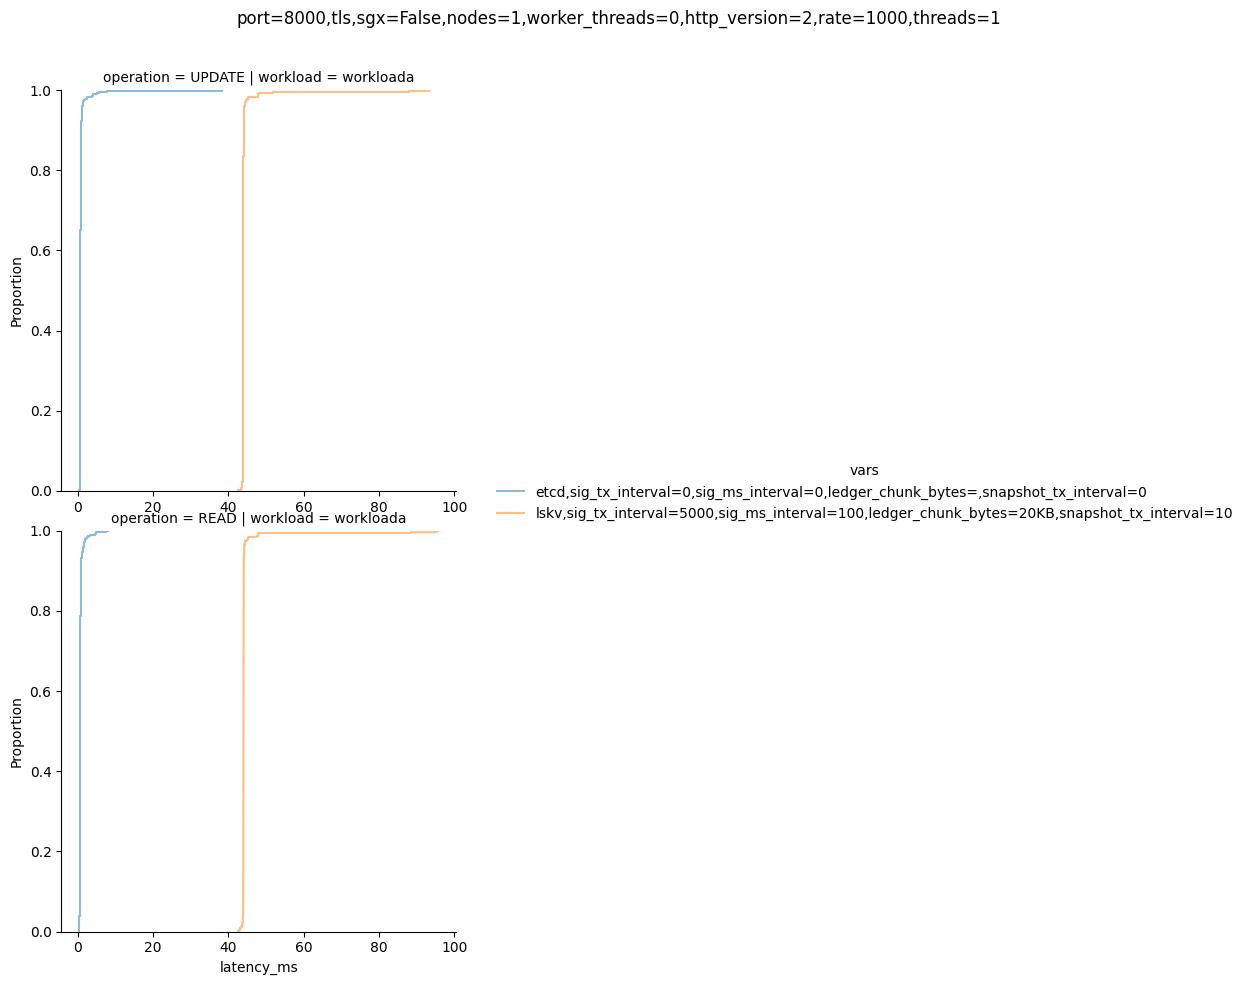 port=8000,tls,sgx=False,nodes=1,worker_threads=0,http_version=2,rate=1000,threads=1
operation = UPDATE | workload = workloada
1.0
0.8
0.6
0.4
0.2
0.0
Proportion
0 20 40 60 80 100
operation = READ | workload = workloada
1.0
0.8
0.6
0.4
0.2
0.0
Proportion
0 20 40 60 80 100
latency_ms
vars
etcd,sig_tx_interval=0,sig_ms_interval=0,ledger_chunk_bytes=,snapshot_tx_interval=0
lskv,sig_tx_interval=5000,sig_ms_interval=100,ledger_chunk_bytes=20KB,snapshot_tx_interval=10